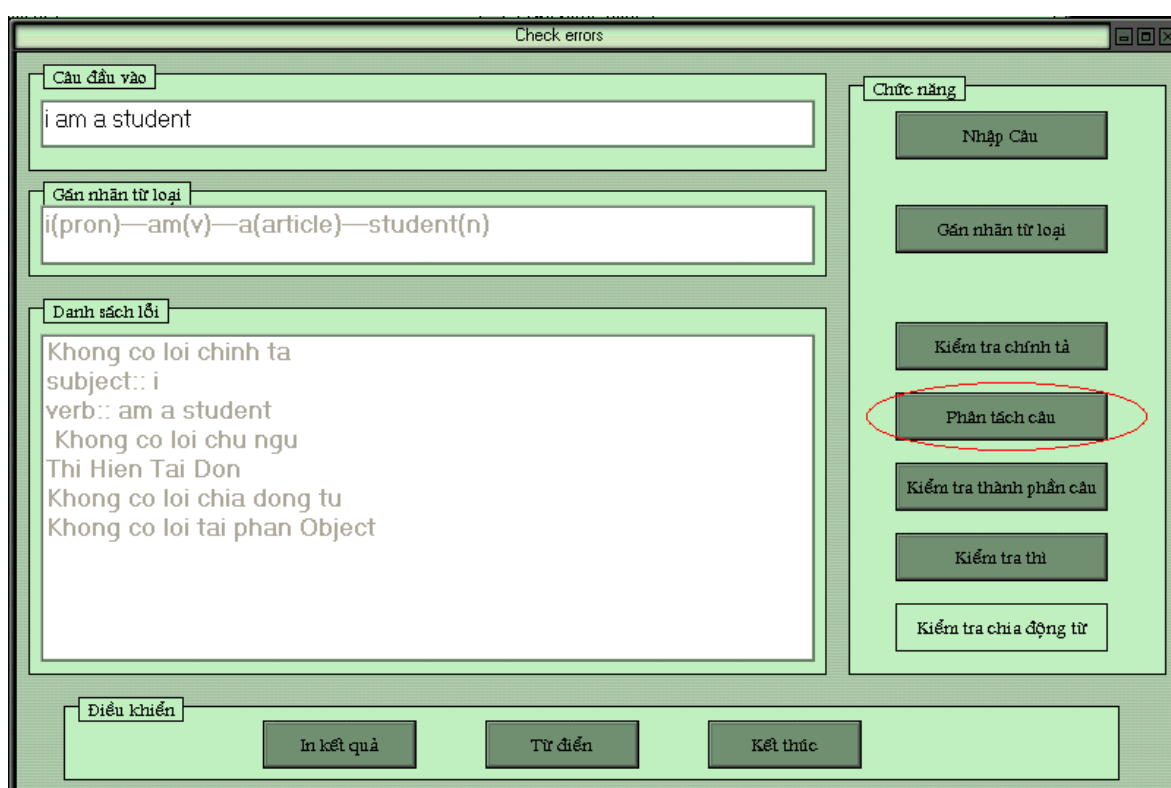 Check errors
Câu đầu vào
i am a student
Gán nhãn từ loại
i(pron)—am(v)—a(article)—student(n)
Danh sách lỗi
Khong co loi chinh ta
subject:: i
verb:: am a student
Khong co loi chu ngu
Thi Hien Tai Don
Khong co loi chia dong tu
Khong co loi tai phan Object
Chức năng
Nhập Câu
Gán nhãn từ loại
Kiểm tra chính tả
Phân tách câu
Kiểm tra thành phần câu
Kiểm tra thì
Kiểm tra chia động từ
Điều khiển
In kết quả
Từ điển
Kết thúc